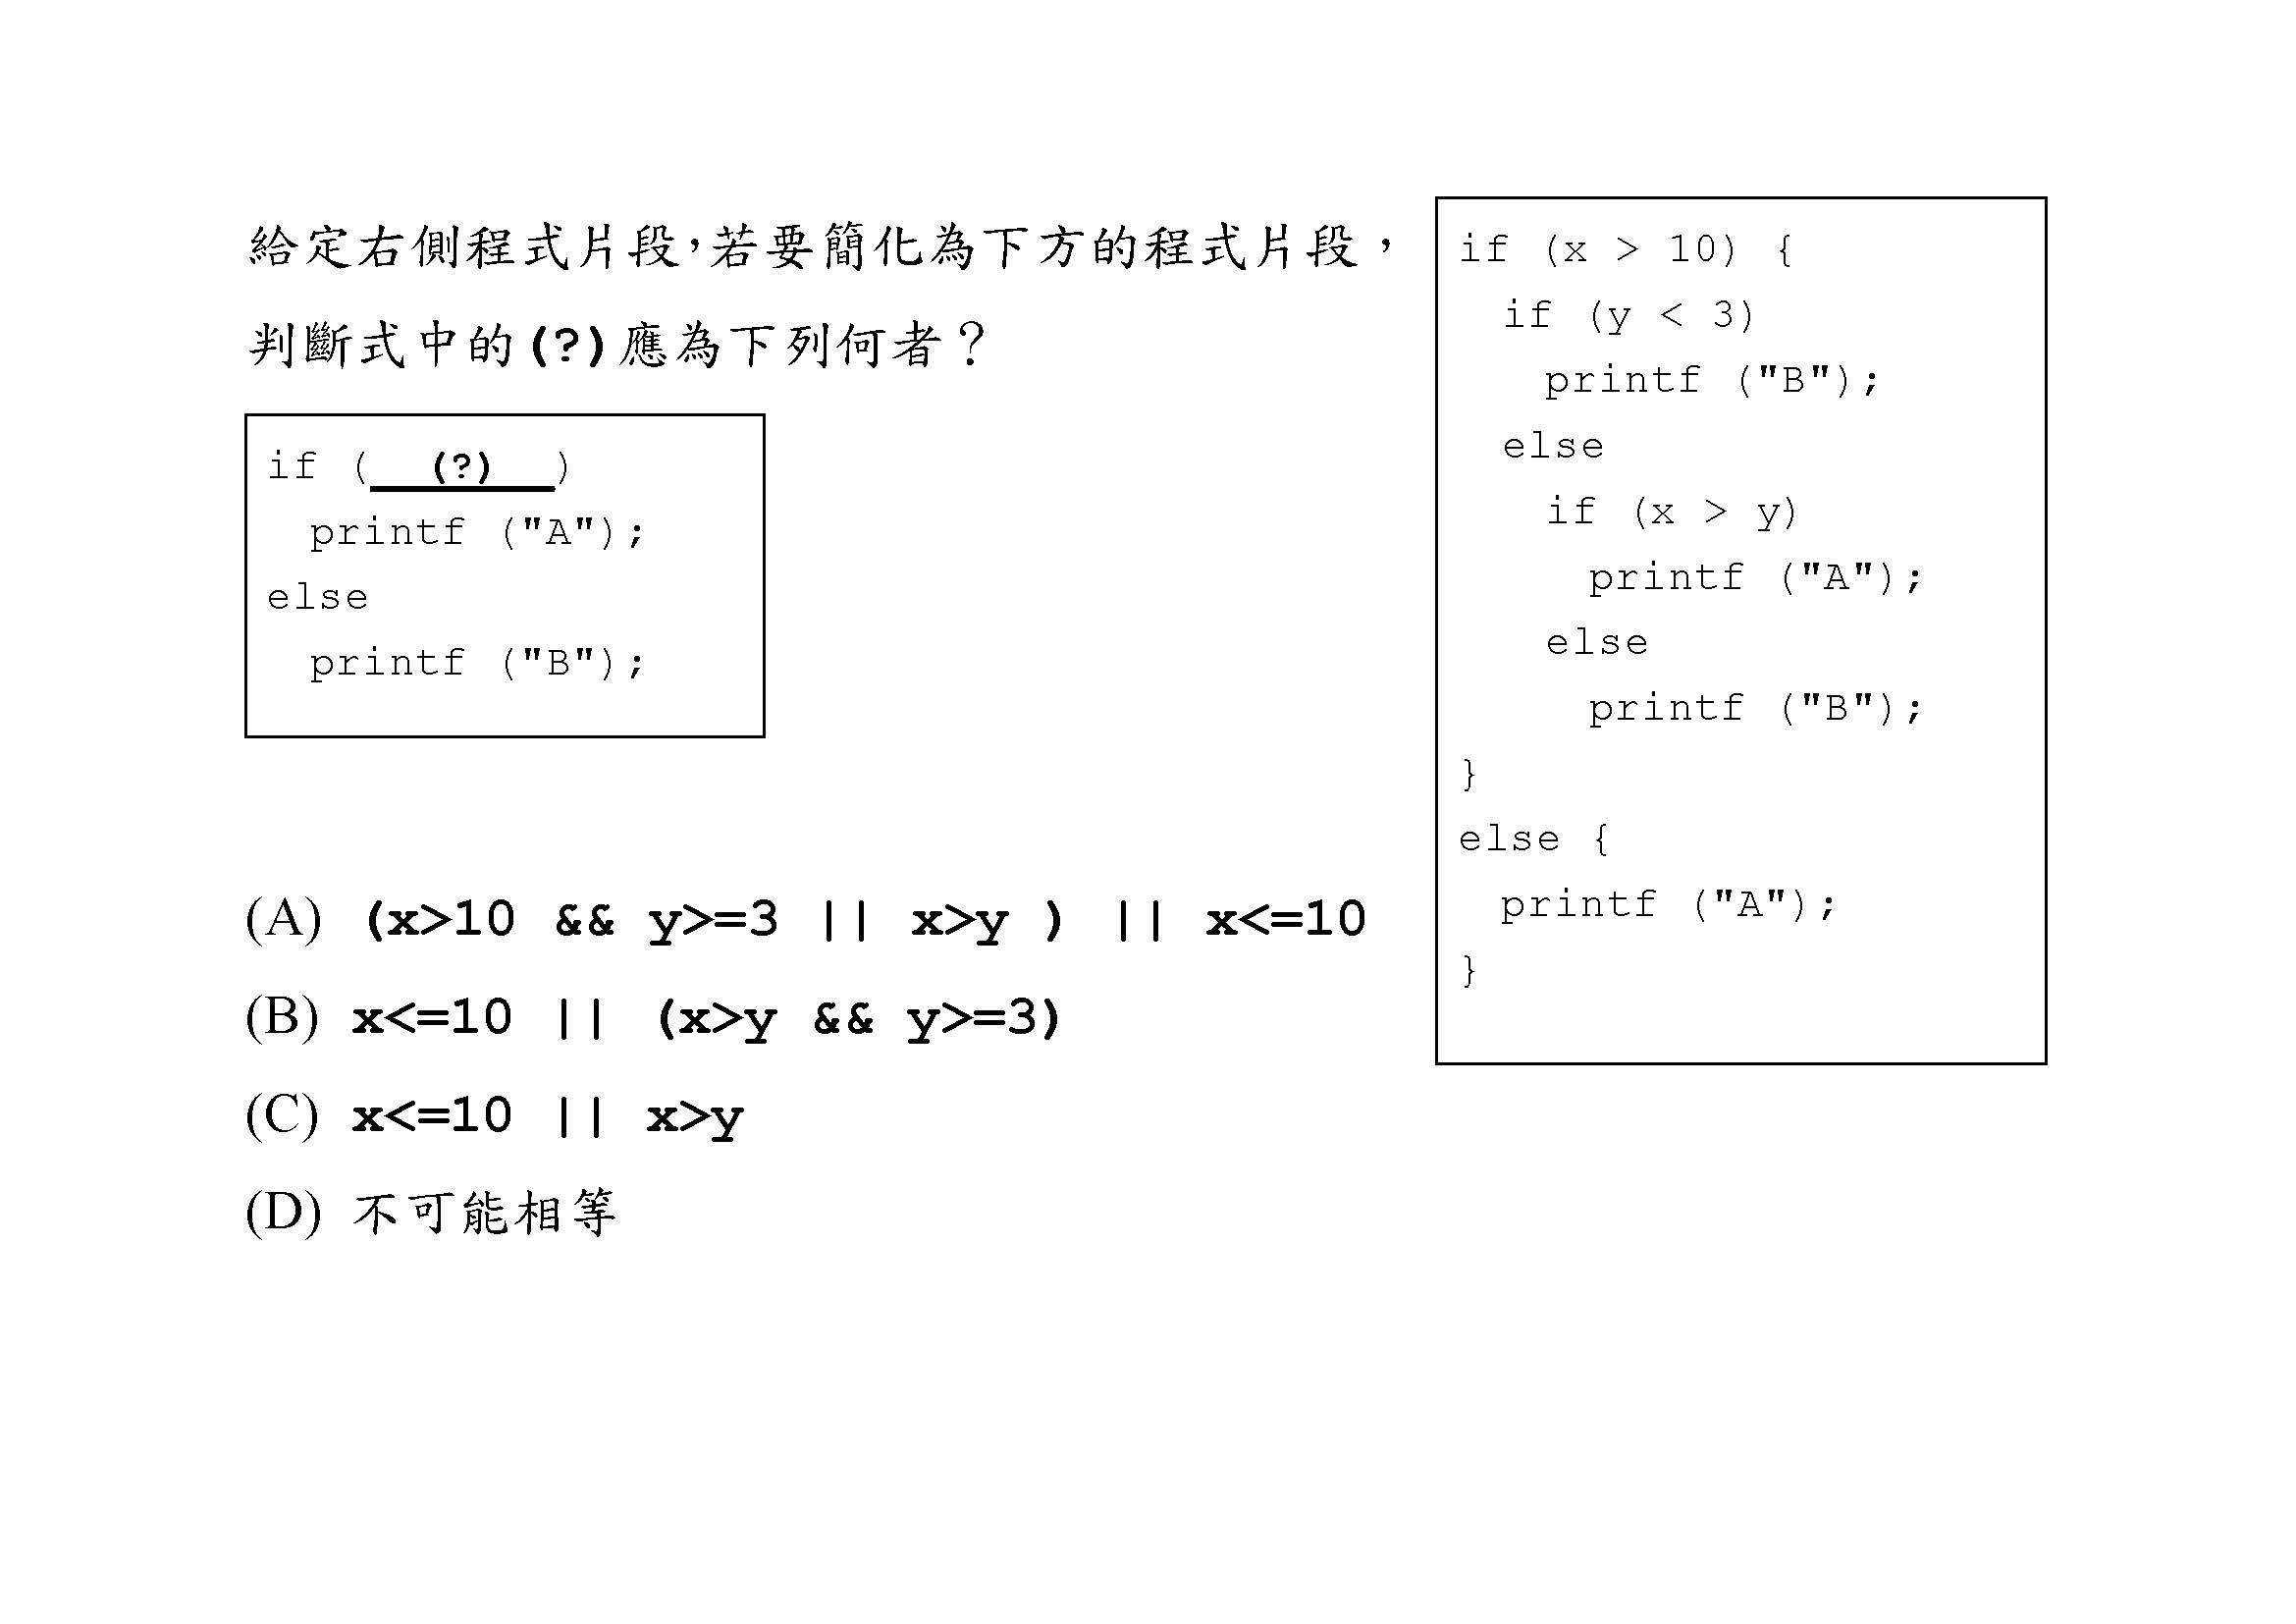 給定右側程式片段,若要簡化為下方的程式片段,
判斷式中的(?)應為下列何者?
if (   (?)   )
  printf ("A");
else
  printf ("B");
(A) (x>10 && y>=3 || x>y ) || x<=10
(B) x<=10 || (x>y && y>=3)
(C) x<=10 || x>y
(D) 不可能相等
if (x > 10) {
  if (y < 3)
    printf ("B");
  else
    if (x > y)
      printf ("A");
    else
      printf ("B");
}
else {
  printf ("A");
}